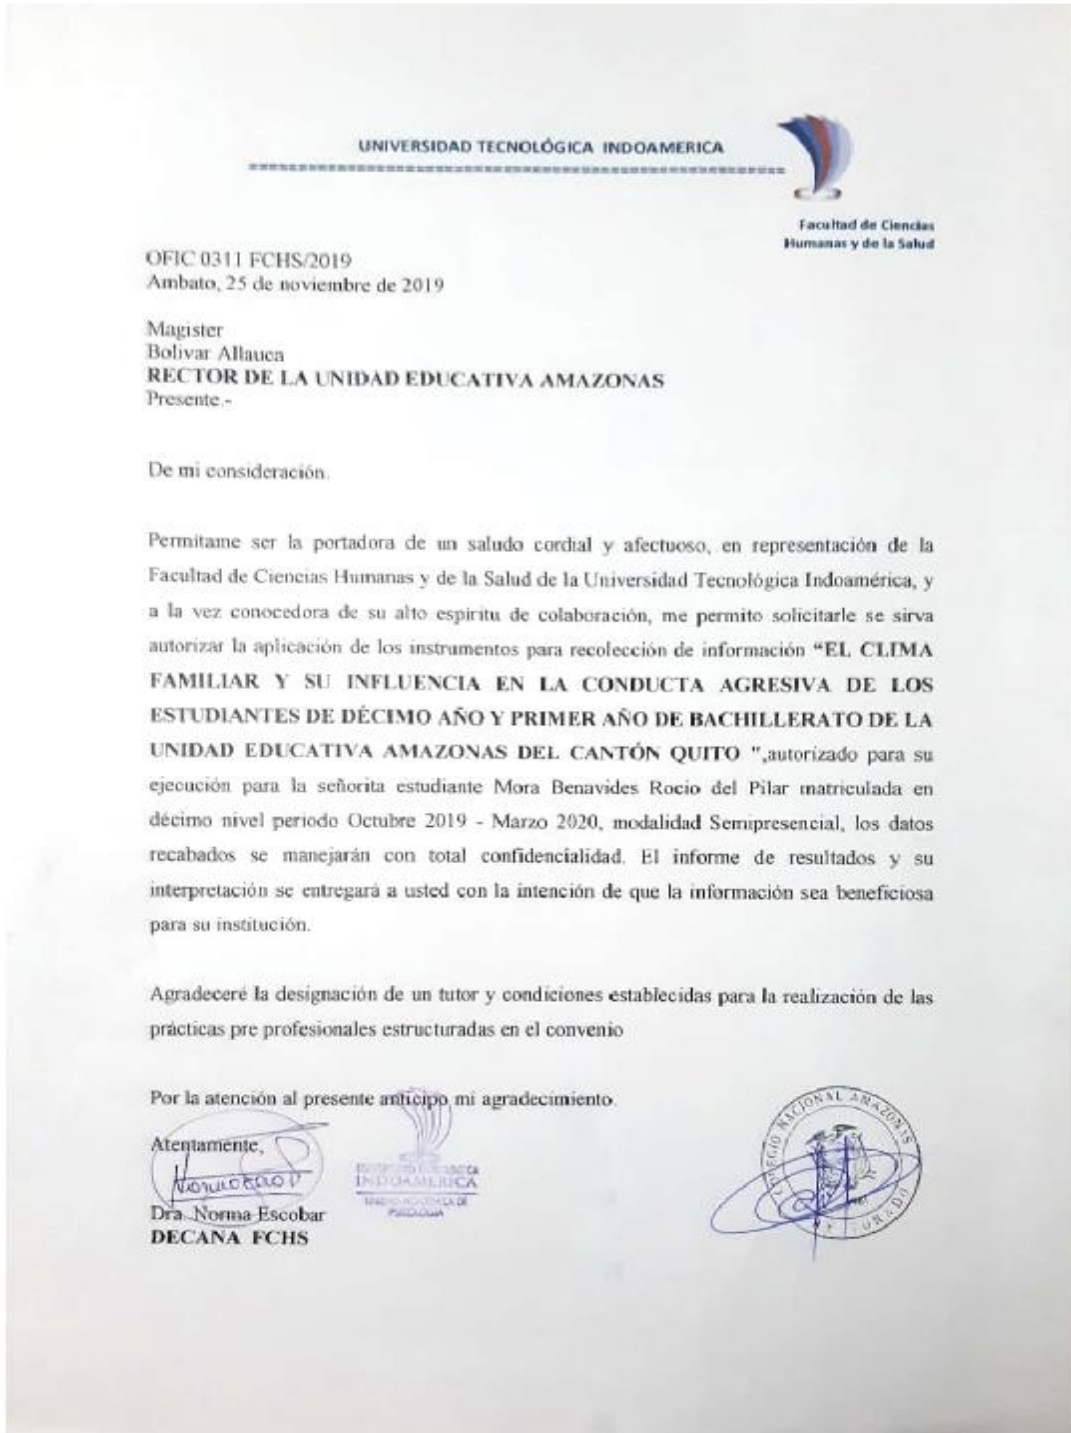 UNIVERSIDAD TECNOLÓGICA INDOAMERICA
Facultad de Ciencias
Humanas y de la Salud
OFIC 0311 FCHS/2019
Ambato, 25 de noviembre de 2019
Magister
Bolivar Allauca
RECTOR DE LA UNIDAD EDUCATIVA AMAZONAS
Presente.-
De mi consideración.
Permítame ser la portadora de un saludo cordial y afectuoso, en representación de la
Facultad de Ciencias Humanas y de la Salud de la Universidad Tecnológica Indoamérica, y
a la vez conocedora de su alto espíritu de colaboración, me permito solicitarle se sirva
autorizar la aplicación de los instrumentos para recolección de información “EL CLIMA
FAMILIAR Y SU INFLUENCIA EN LA CONDUCTA AGRESIVA DE LOS
ESTUDIANTES DE DÉCIMO AÑO Y PRIMER AÑO DE BACHILLERATO DE LA
UNIDAD EDUCATIVA AMAZONAS DEL CANTÓN QUITO ",autorizado para su
ejecución para la señorita estudiante Mora Benavides Rocio del Pilar matriculada en
décimo nivel periodo Octubre 2019 - Marzo 2020, modalidad Semipresencial, los datos
recabados se manejarán con total confidencialidad. El informe de resultados y su
interpretación se entregará a usted con la intención de que la información sea beneficiosa
para su institución.
Agradeceré la designación de un tutor y condiciones establecidas para la realización de las
prácticas pre profesionales estructuradas en el convenio
Por la atención al presente anticipo mi agradecimiento.
Atentamente,
Dra. Norma Escobar
DECANA FCHS
INDOAMERICA
PSICOLOGIA
COLEGIO NACIONAL AMAZONAS